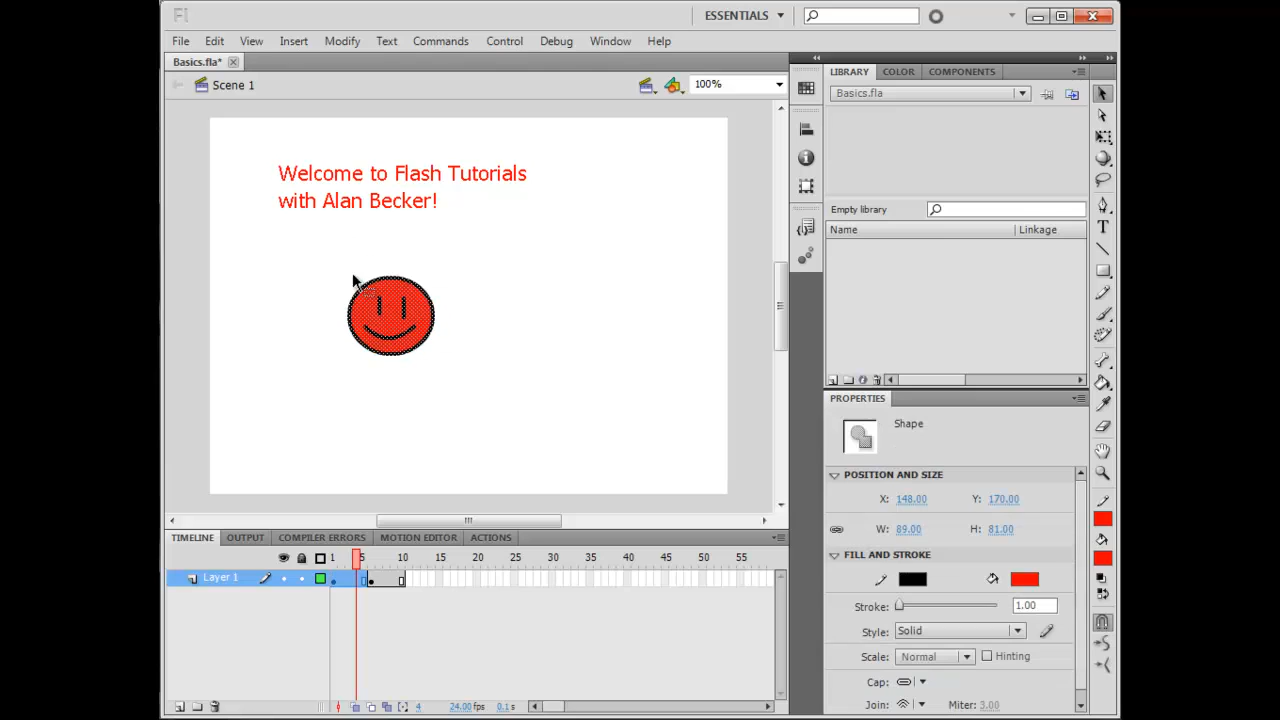 Fl
ESSENTIALS
File Edit View Insert Modify Text Commands Control Debug Window Help
Basics.fla*
Scene 1
100%
LIBRARY COLOR COMPONENTS
Basics.fla
Welcome to Flash Tutorials
with Alan Becker!
Empty library
Name Linkage
PROPERTIES
Shape
POSITION AND SIZE
X: 148.00 Y: 170.00
W: 89.00 H: 81.00
FILL AND STROKE
Stroke: 1.00
Style: Solid
Scale: Normal Hinting
Cap:
Join: Miter: 3.00
TIMELINE OUTPUT COMPILER ERRORS MOTION EDITOR ACTIONS
1 5 10 15 20 25 30 35 40 45 50 55
Layer 1
4 24.00 fps 0.1 s